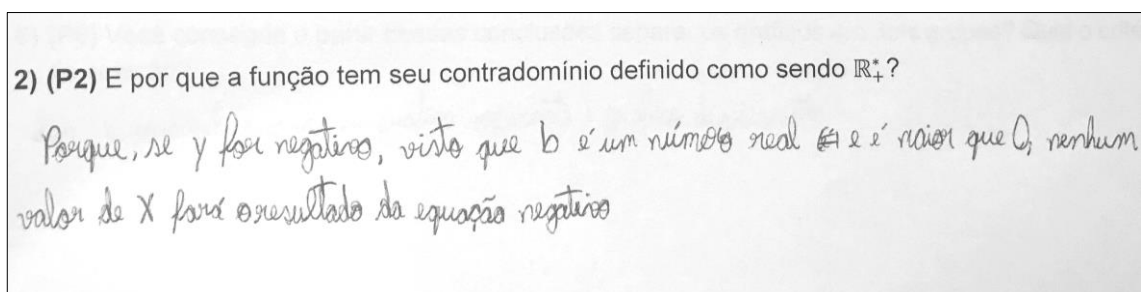 2) (P2) E por que a função tem seu contradomínio definido como sendo ℝ₊*?
Porque, se y for negativo, visto que b é um número real e é maior que 0, nenhum
valor de X fará o resultado da equação negativo